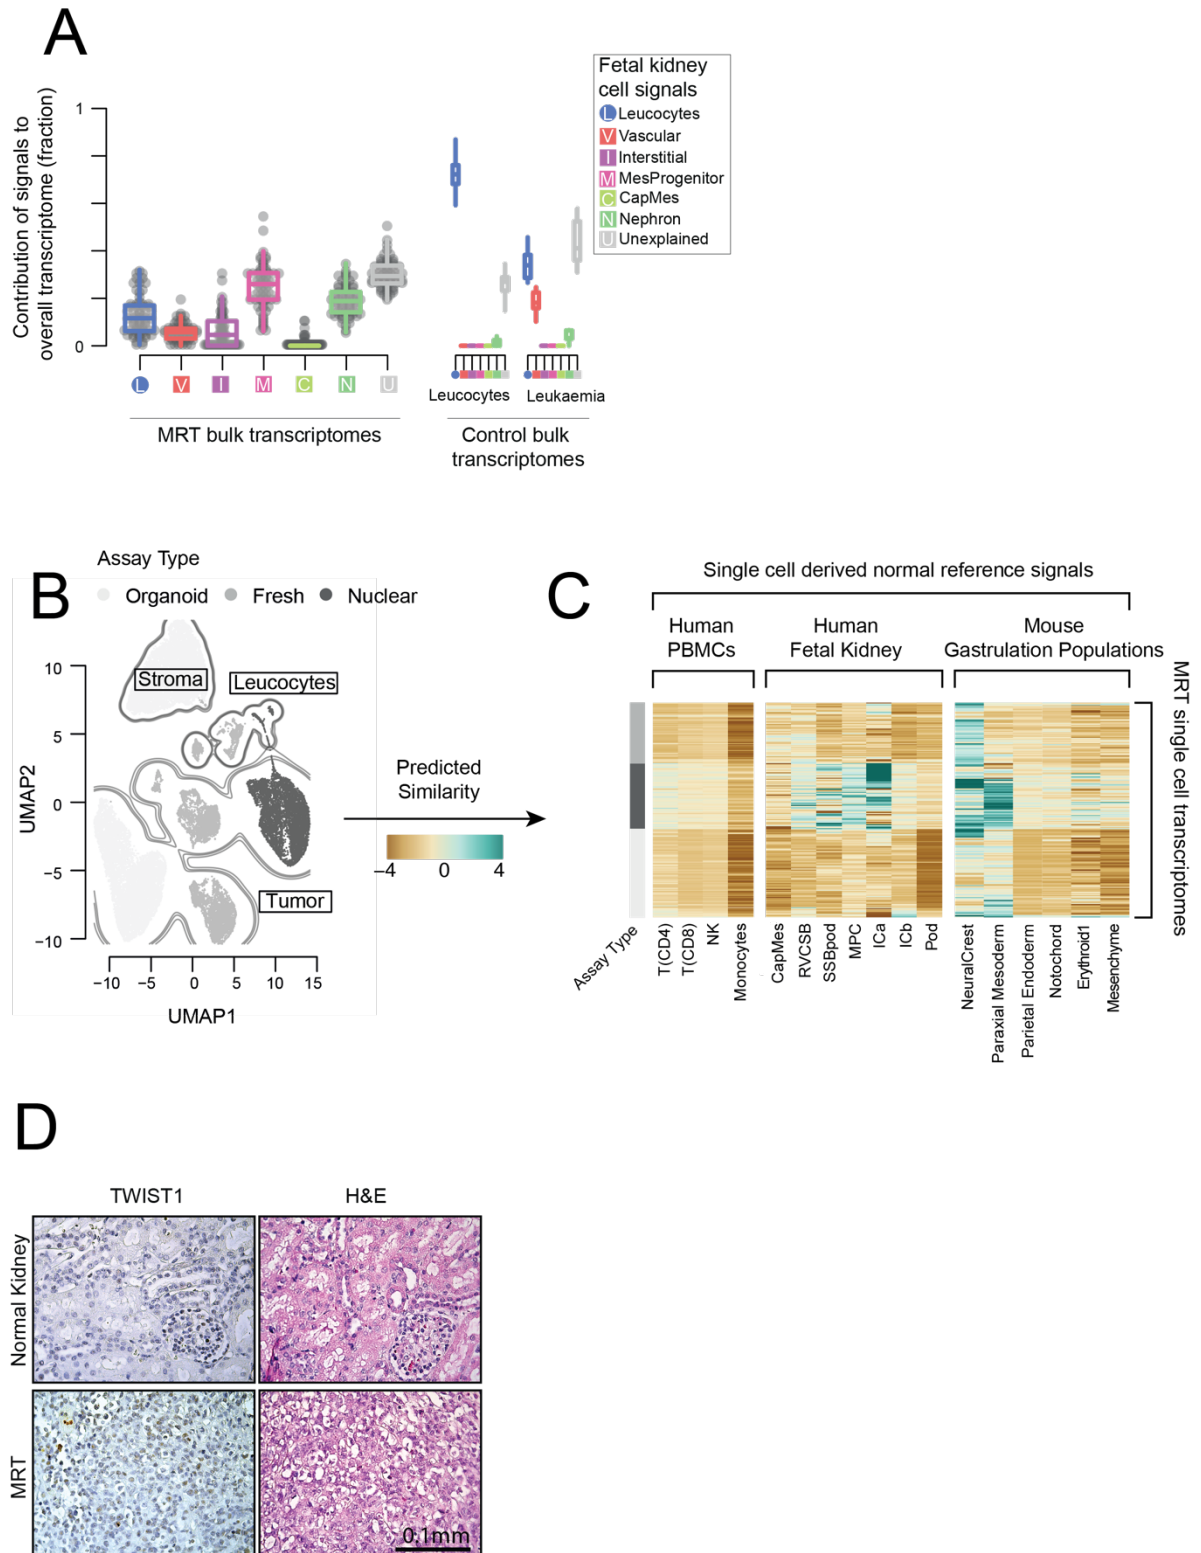 A
Contribution of signals to
overall transcriptome (fraction)
1
0
L
V
I
M
C
N
U
MRT bulk transcriptomes
Leucocytes
Leukaemia
Control bulk
transcriptomes
Fetal kidney
cell signals
L Leucocytes
V Vascular
I Interstitial
M MesProgenitor
C CapMes
N Nephron
U Unexplained
B
Assay Type
Organoid
Fresh
Nuclear
Stroma
Leucocytes
Tumor
UMAP2
10
5
0
−5
−10
−10
−5
0
5
10
15
UMAP1
Predicted
Similarity
−4
0
4
C
Single cell derived normal reference signals
Human
PBMCs
Human
Fetal Kidney
Mouse
Gastrulation Populations
MRT single cell transcriptomes
Assay Type
T(CD4)
T(CD8)
NK
Monocytes
CapMes
RVCSB
SSBpod
MPC
ICa
ICb
Pod
NeuralCrest
Paraxial Mesoderm
Parietal Endoderm
Notochord
Erythroid1
Mesenchyme
D
TWIST1
H&E
Normal Kidney
MRT
0.1mm